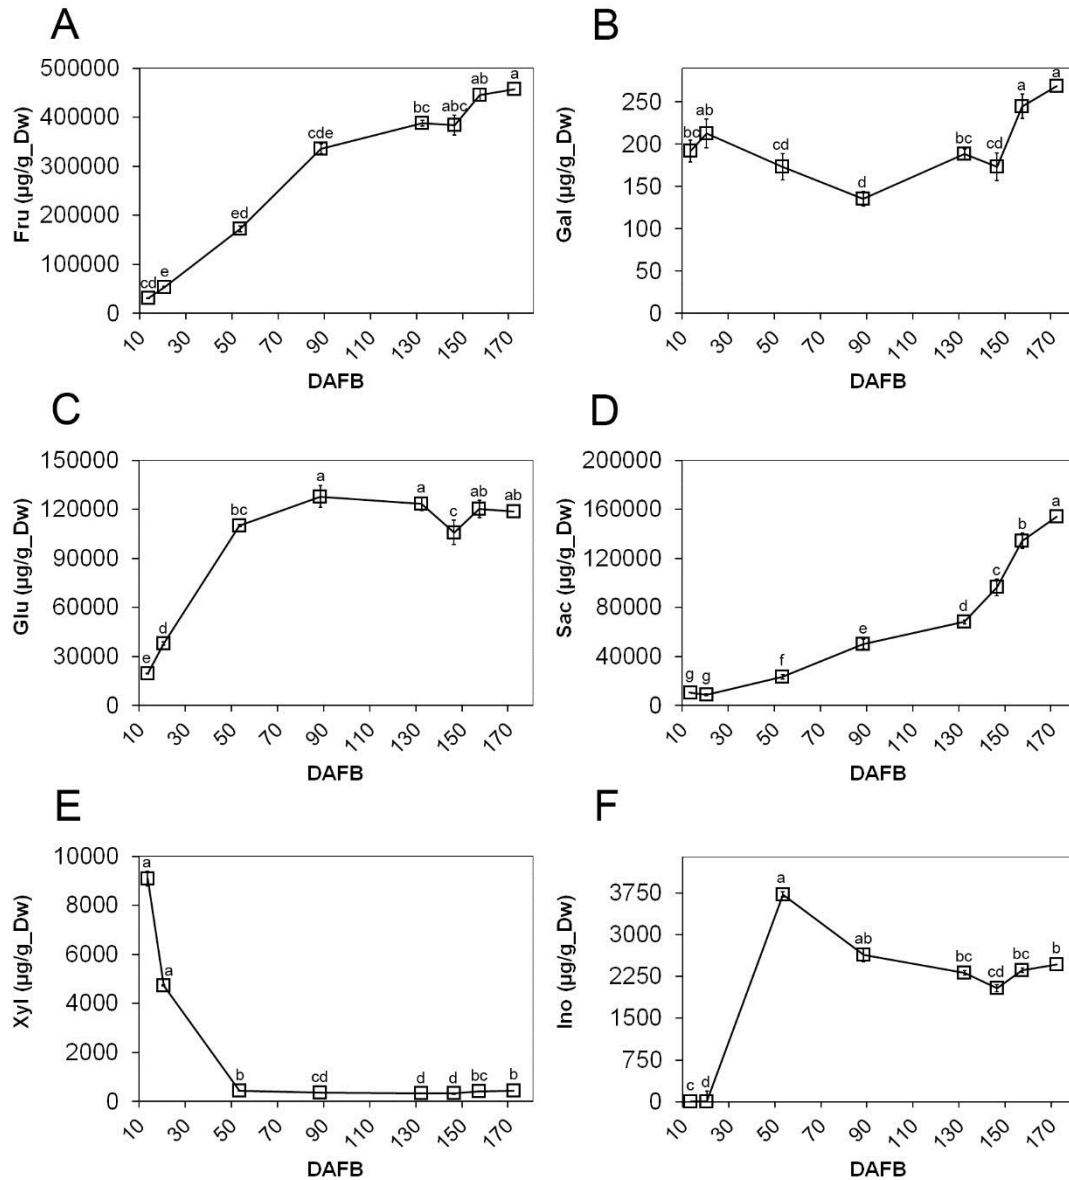 A
Fru (µg/g_Dw)
500000
400000
300000
200000
100000
0
cd
e
ed
cde
bc
abc
ab
a
10
30
50
70
90
110
130
150
170
DAFB
B
Gal (µg/g_Dw)
250
200
150
100
50
0
bc
ab
cd
d
bc
cd
a
a
10
30
50
70
90
110
130
150
170
DAFB
C
Glu (µg/g_Dw)
150000
120000
90000
60000
30000
0
e
d
bc
a
a
c
ab
ab
10
30
50
70
90
110
130
150
170
DAFB
D
Sac (µg/g_Dw)
200000
160000
120000
80000
40000
0
g
g
f
e
d
c
b
a
10
30
50
70
90
110
130
150
170
DAFB
E
Xyl (µg/g_Dw)
10000
8000
6000
4000
2000
0
a
a
b
cd
d
d
bc
b
10
30
50
70
90
110
130
150
170
DAFB
F
Ino (µg/g_Dw)
3750
3000
2250
1500
750
0
c
d
a
ab
bc
cd
bc
b
10
30
50
70
90
110
130
150
170
DAFB